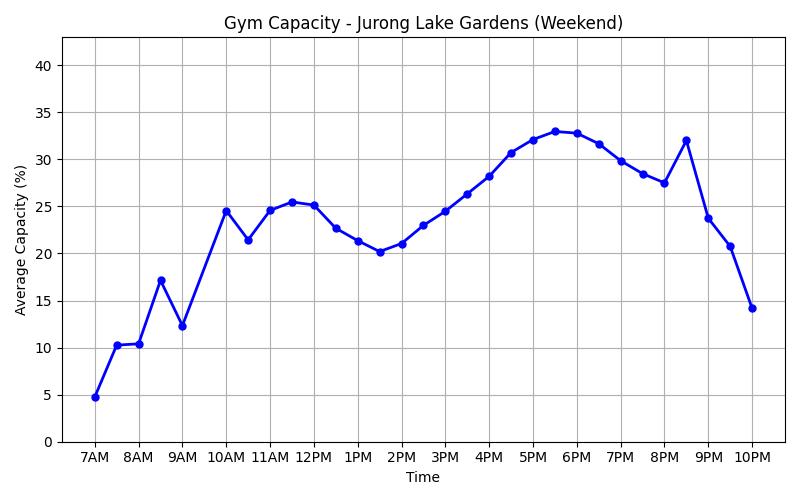 Gym Capacity - Jurong Lake Gardens (Weekend)
Average Capacity (%)
40
35
30
25
20
15
10
5
0
7AM 8AM 9AM 10AM 11AM 12PM 1PM 2PM 3PM 4PM 5PM 6PM 7PM 8PM 9PM 10PM
Time